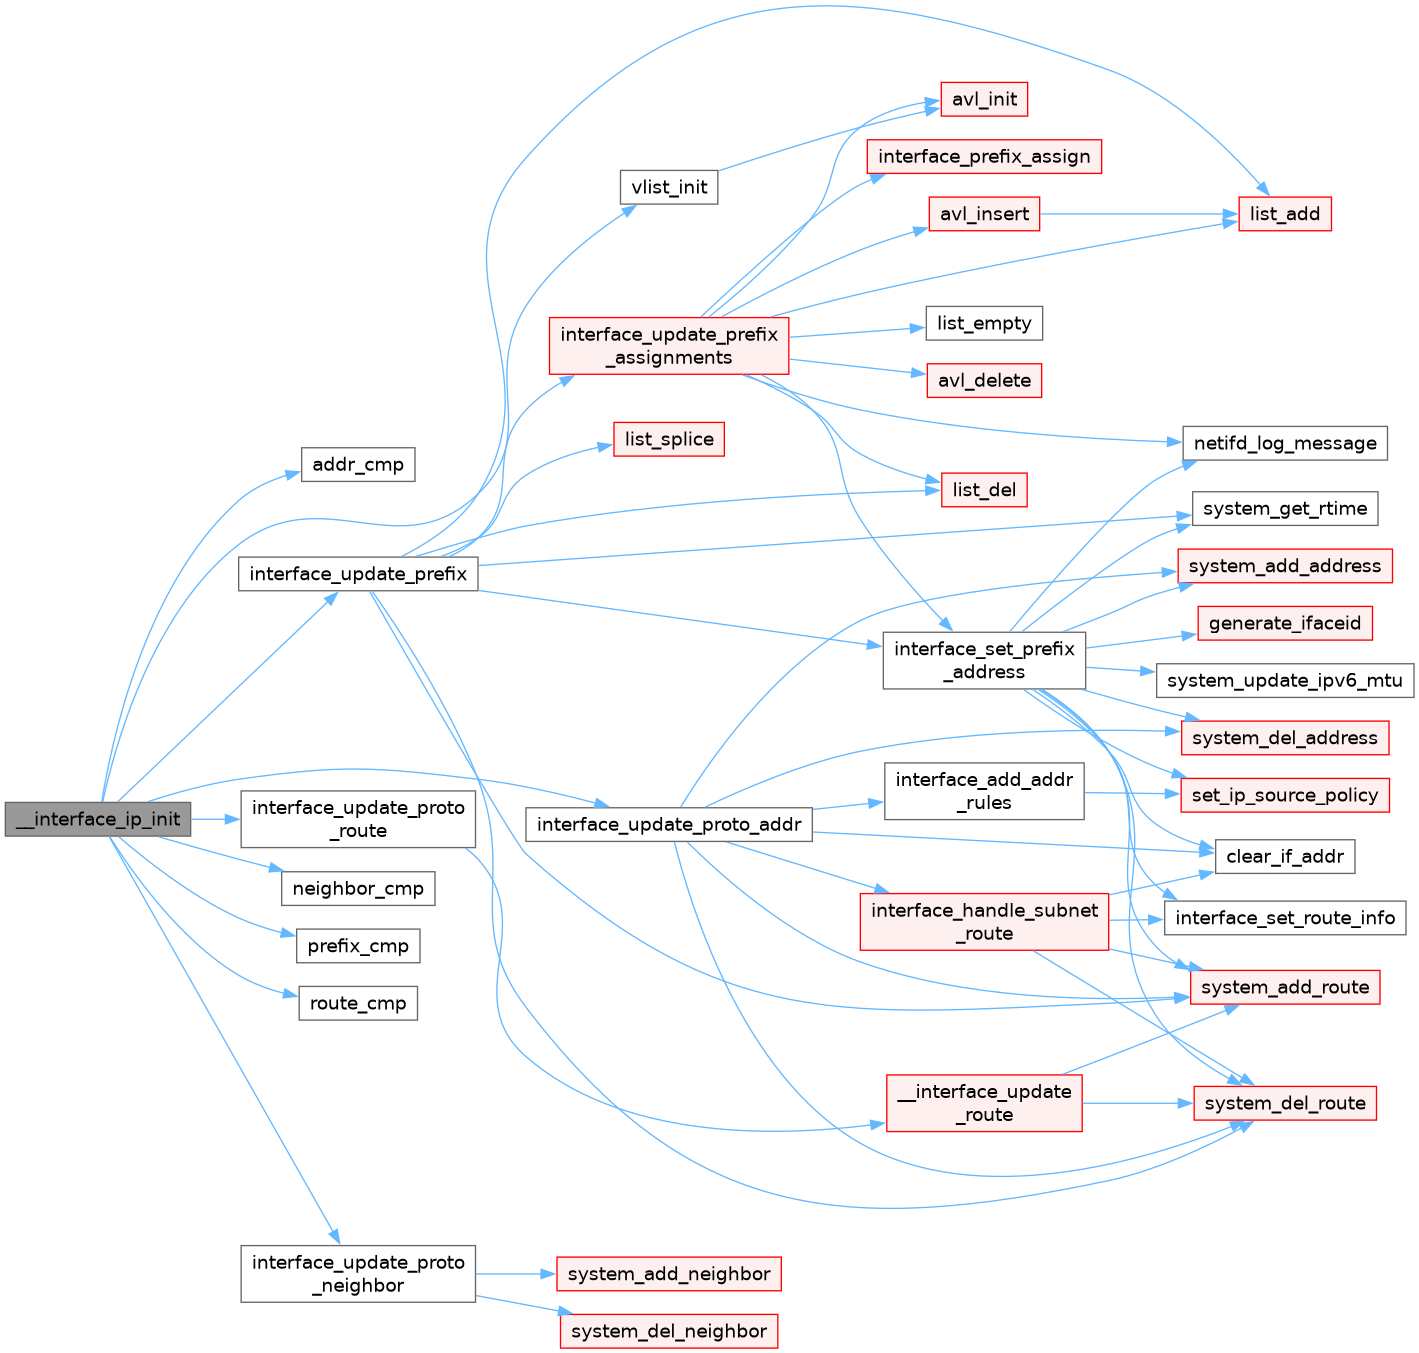 avl_init
interface_prefix_assign
vlist_init
avl_insert
list_add
list_empty
interface_update_prefix
_assignments
avl_delete
list_splice
netifd_log_message
addr_cmp
list_del
system_get_rtime
interface_update_prefix
system_add_address
generate_ifaceid
interface_set_prefix
_address
system_update_ipv6_mtu
system_del_address
interface_add_addr
_rules
set_ip_source_policy
__interface_ip_init
interface_update_proto
_route
interface_update_proto_addr
clear_if_addr
neighbor_cmp
interface_handle_subnet
_route
interface_set_route_info
prefix_cmp
route_cmp
system_add_route
__interface_update
_route
system_del_route
interface_update_proto
_neighbor
system_add_neighbor
system_del_neighbor